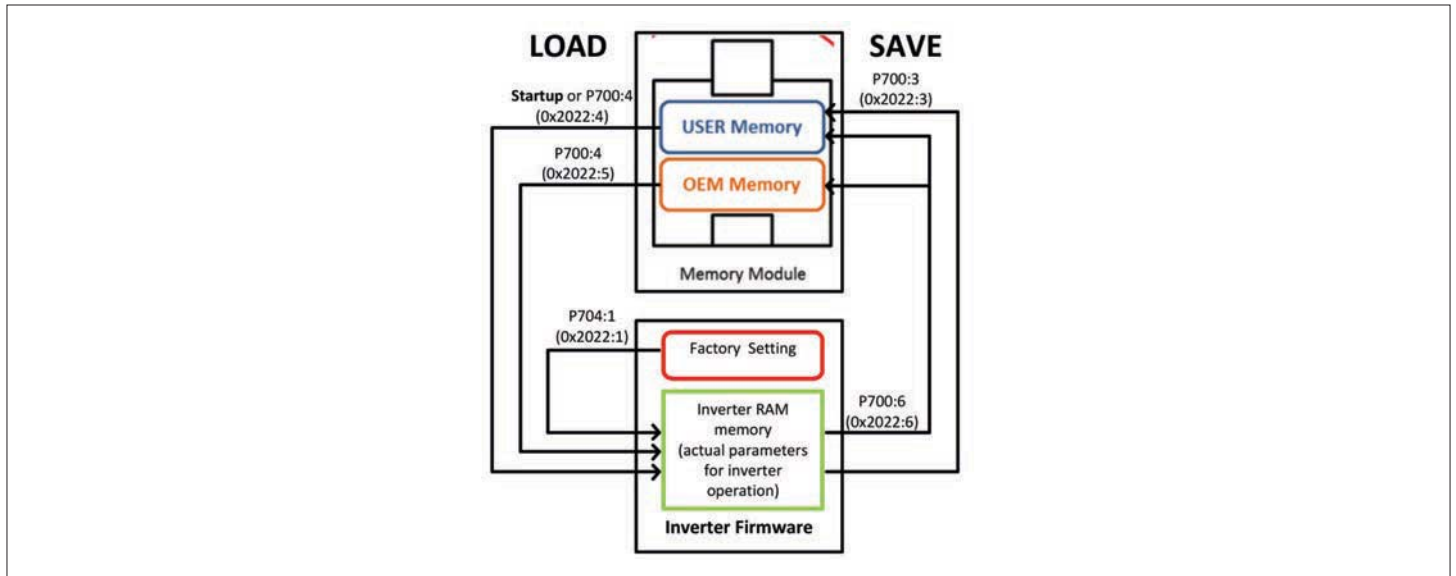 LOAD
SAVE
P700:3
(0x2022:3)
Startup or P700:4
(0x2022:4)
USER Memory
P700:4
(0x2022:5)
OEM Memory
Memory Module
P704:1
(0x2022:1)
Factory Setting
P700:6
(0x2022:6)
Inverter RAM
memory
(actual parameters
for inverter
operation)
Inverter Firmware